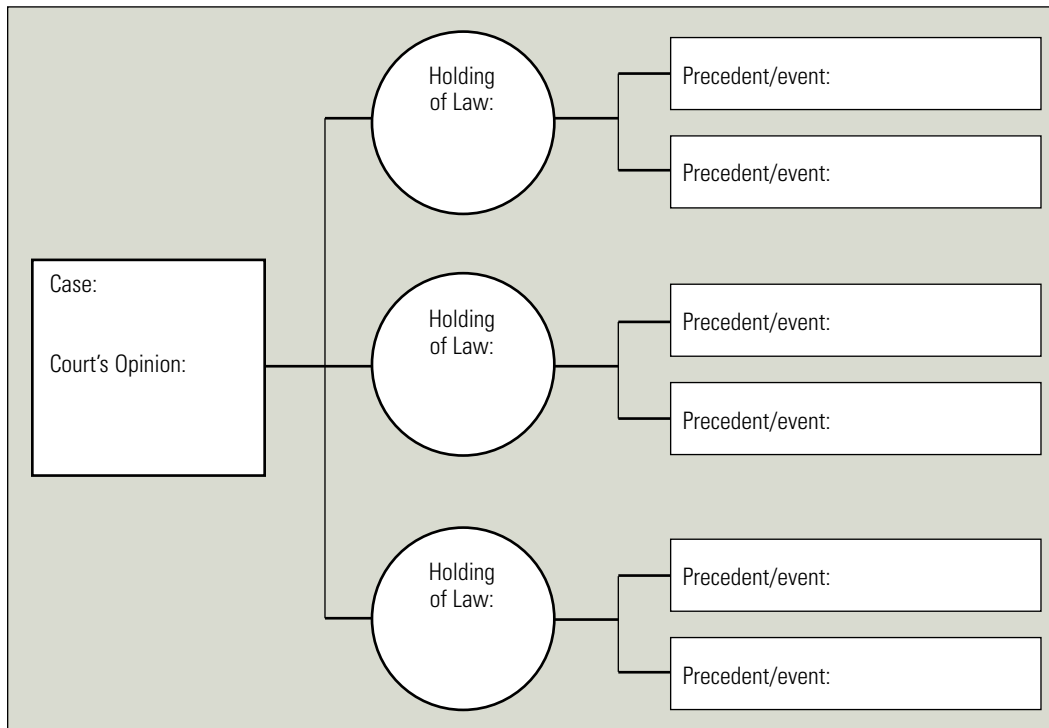 Case:
Court's Opinion:
Holding
of Law:
Precedent/event:
Precedent/event:
Holding
of Law:
Precedent/event:
Precedent/event:
Holding
of Law:
Precedent/event:
Precedent/event: